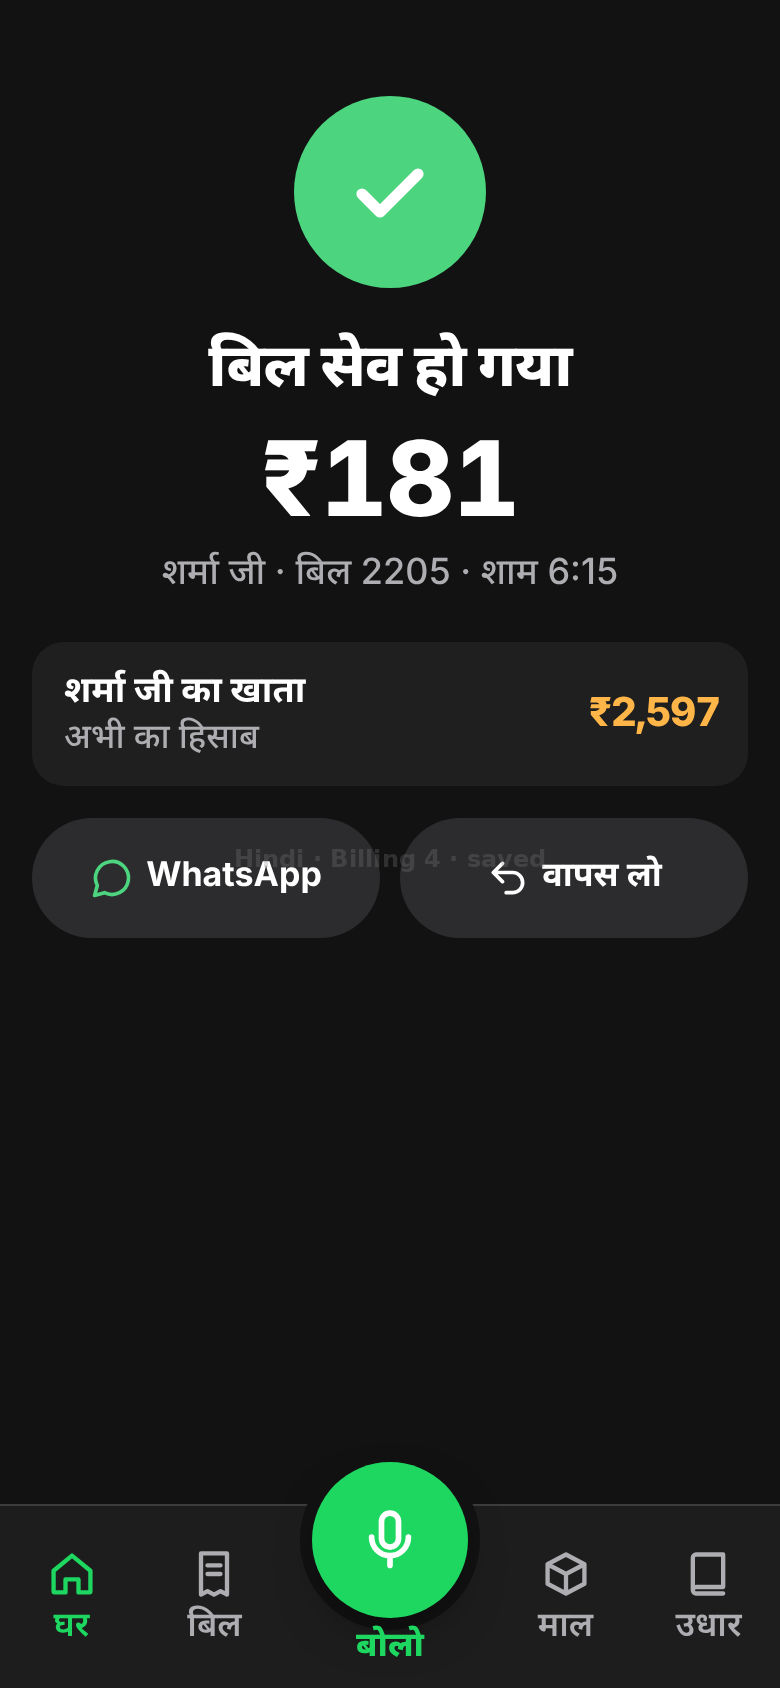 बिल सेव हो गया
₹181
शर्मा जी · बिल 2205 · शाम 6:15
शर्मा जी का खाता
अभी का हिसाब
₹2,597
Hindi · Billing 4 · saved
WhatsApp
वापस लो
घर
बिल
बोलो
माल
उधार